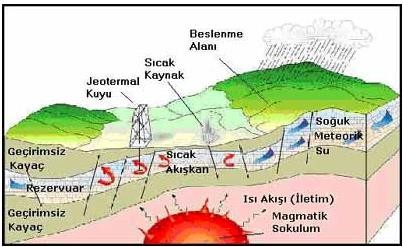 Beslenme
Alanı
Sıcak
Kaynak
Jeotermal
Kuyu
Soğuk
Meteorik
Su
Geçirimsiz
Kayaç
Sıcak
Akışkan
Rezervuar
Isı Akışı (İletim)
Geçirimsiz
Kayaç
Magmatik
Sokulum